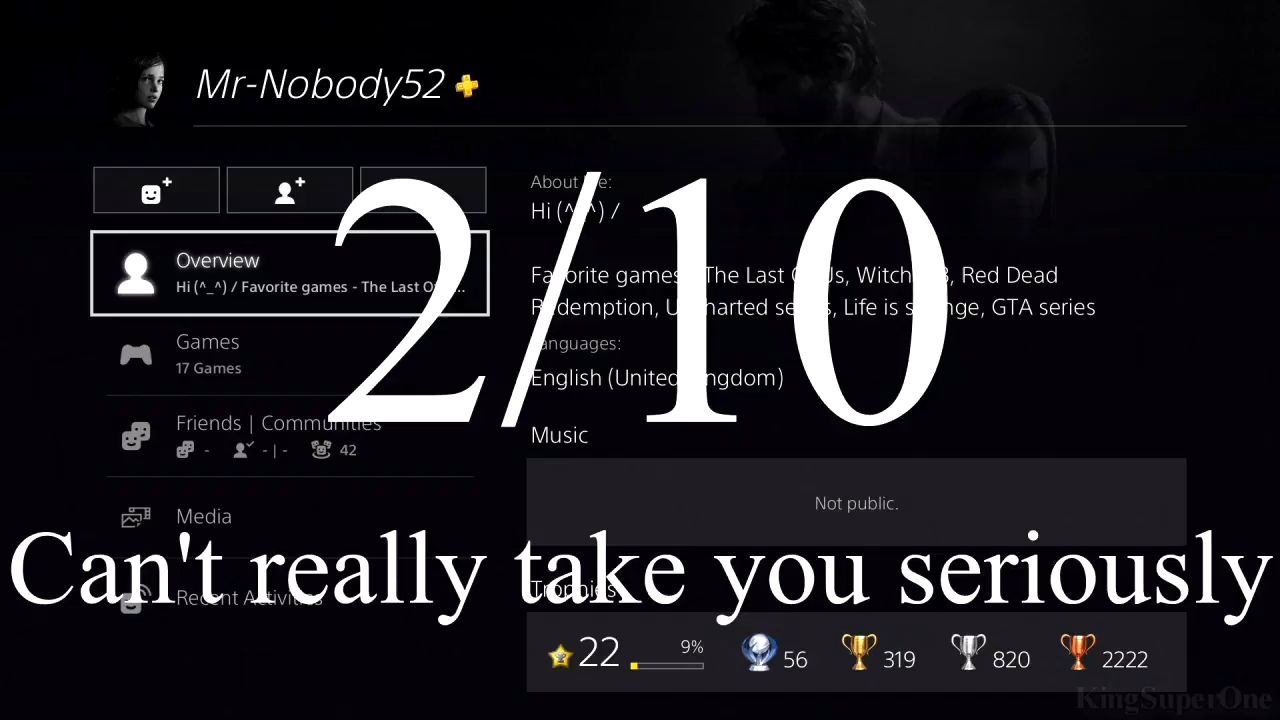 Mr-Nobody52
2/10
About Me:
Hi (^_^) /
Overview
Hi (^_^) / Favorite games - The Last Of ...
Favorite games - The Last Of Us, Witcher 3, Red Dead
Redemption, Uncharted series, Life is strange, GTA series
Languages:
English (United Kingdom)
Games
17 Games
Friends | Communities
- - | - 42
Music
Not public.
Media
Can't really take you seriously
Recent Activities
Trophies
22 9% 56 319 820 2222
KingSuperOne